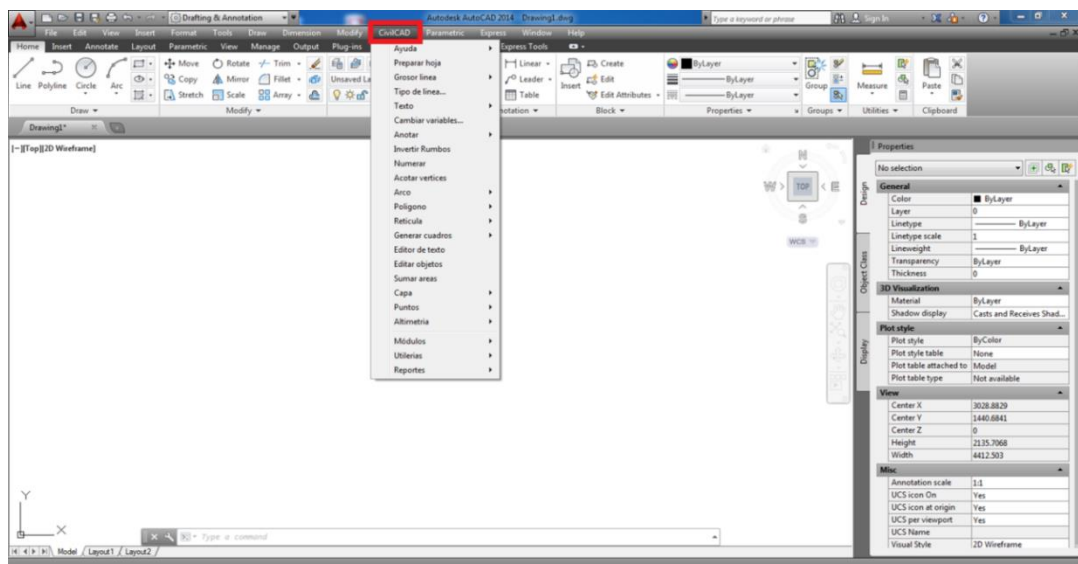 Drafting & Annotation
Autodesk AutoCAD 2014 Drawing1.dwg
Type a keyword or phrase
Sign In
File Edit View Insert Format Tools Draw Dimension Modify CivilCAD Parametric Express Window Help
Home Insert Annotate Layout Parametric View Manage Output Plug-ins Express Tools
Line Polyline Circle Arc
Move Rotate Trim
Copy Mirror Fillet
Stretch Scale Array
Unsaved La
Linear
Leader
Table
Insert
Create
Edit
Edit Attributes
ByLayer
ByLayer
ByLayer
Group
Measure
Paste
Draw Modify notation Block Properties Groups Utilities Clipboard
Drawing1*
[−][Top][2D Wireframe]
Ayuda
Preparar hoja
Grosor linea
Tipo de linea...
Texto
Cambiar variables...
Anotar
Invertir Rumbos
Numerar
Acotar vertices
Arco
Poligono
Reticula
Generar cuadros
Editor de texto
Editar objetos
Sumar areas
Capa
Puntos
Altimetria
Módulos
Utilerias
Reportes
N
W TOP E
S
WCS
Properties
No selection
Design
Object Class
Display
General
Color ByLayer
Layer 0
Linetype ByLayer
Linetype scale 1
Lineweight ByLayer
Transparency ByLayer
Thickness 0
3D Visualization
Material ByLayer
Shadow display Casts and Receives Shad...
Plot style
Plot style ByColor
Plot style table None
Plot table attached to Model
Plot table type Not available
View
Center X 3028.8829
Center Y 1440.6841
Center Z 0
Height 2135.7068
Width 4412.503
Misc
Annotation scale 1:1
UCS icon On Yes
UCS icon at origin Yes
UCS per viewport Yes
UCS Name
Visual Style 2D Wireframe
Y
X
Type a command
Model Layout1 Layout2